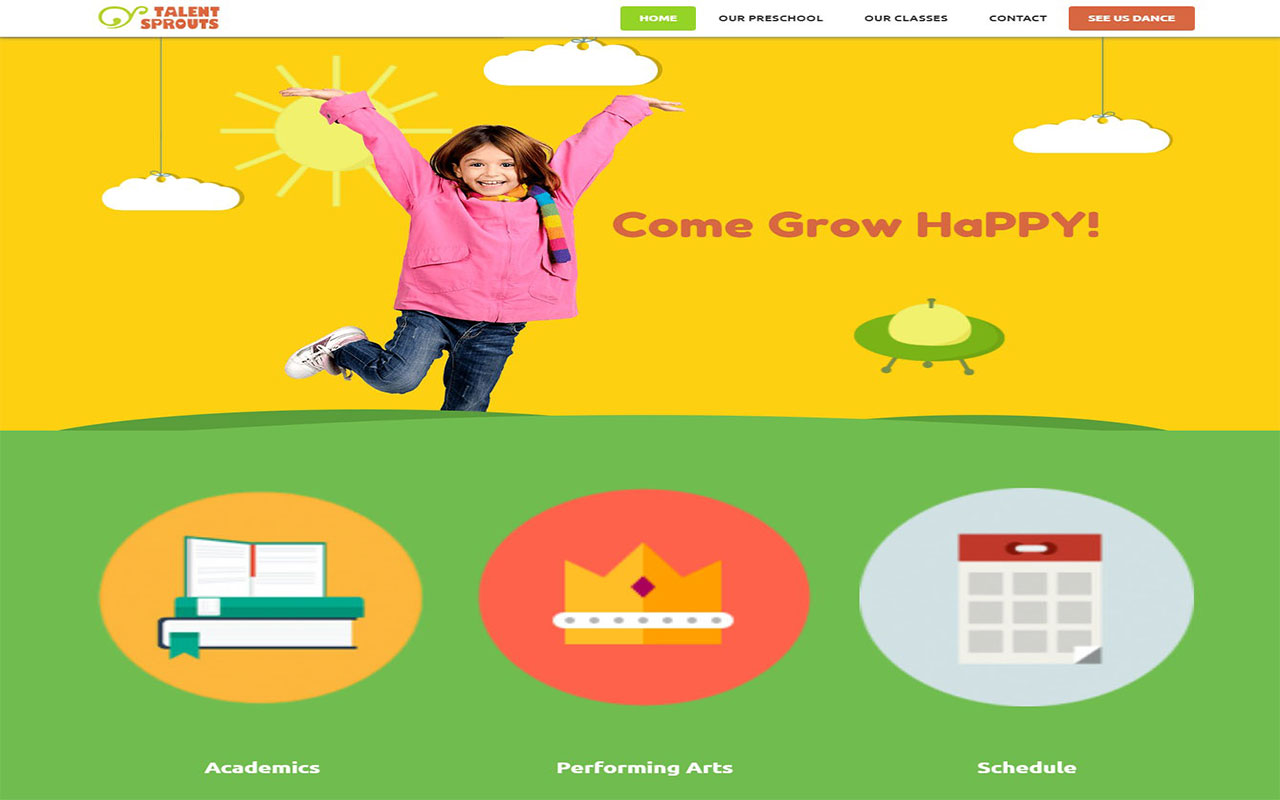 TALENT
SPROUTS
HOME
OUR PRESCHOOL
OUR CLASSES
CONTACT
SEE US DANCE
Come Grow HaPPY!
Academics
Performing Arts
Schedule